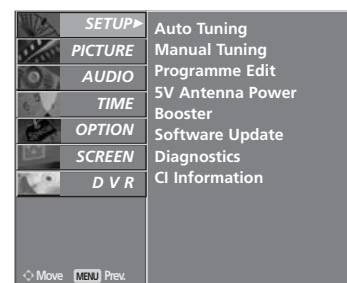 SETUP
PICTURE
AUDIO
TIME
OPTION
SCREEN
D V R
Auto Tuning
Manual Tuning
Programme Edit
5V Antenna Power
Booster
Software Update
Diagnostics
CI Information
Move MENU Prev.